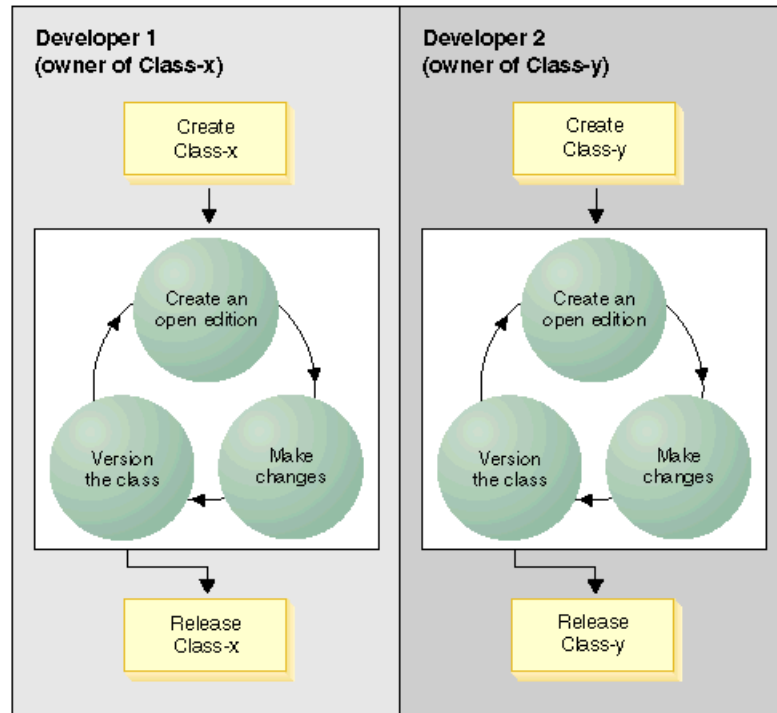 Developer 1
(owner of Class-x)
Create
Class-x
Create an
open edition
Make
changes
Version
the class
Release
Class-x
Developer 2
(owner of Class-y)
Create
Class-y
Create an
open edition
Make
changes
Version
the class
Release
Class-y